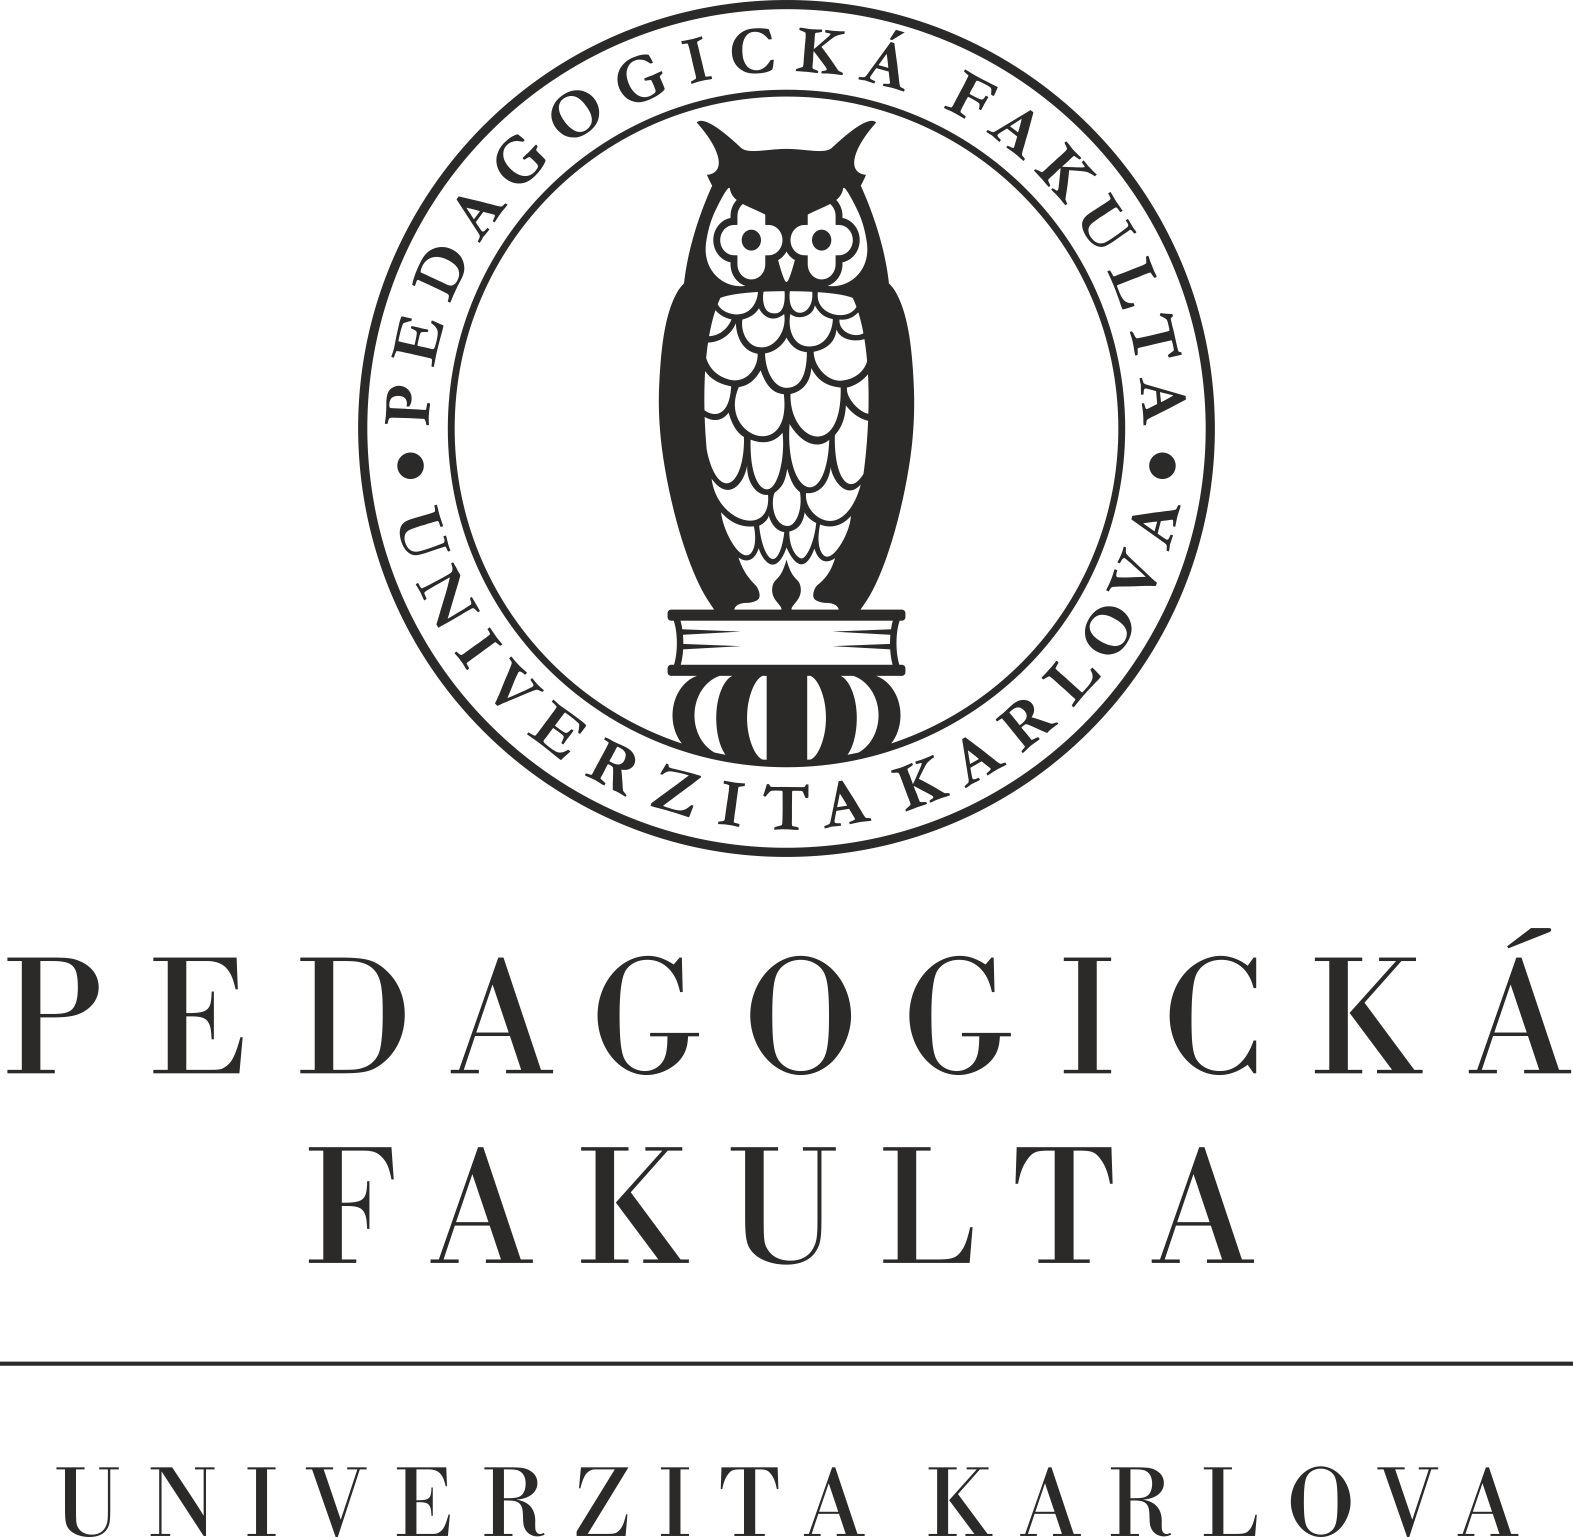 PEDAGOGICKÁ FAKULTA
• UNIVERZITA KARLOVA •
PEDAGOGICKÁ
FAKULTA
UNIVERZITA KARLOVA